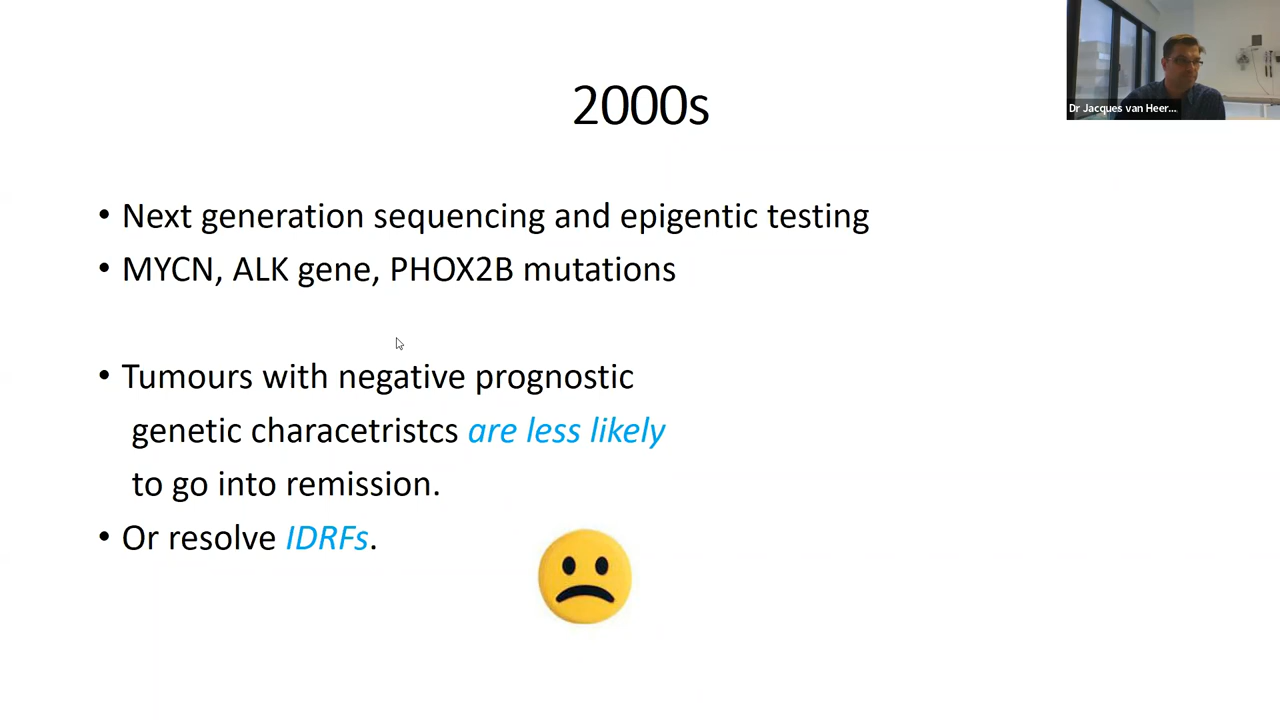 2000s
Dr Jacques van Heer...
• Next generation sequencing and epigentic testing
• MYCN, ALK gene, PHOX2B mutations
• Tumours with negative prognostic
genetic characetristcs are less likely
to go into remission.
• Or resolve IDRFs.